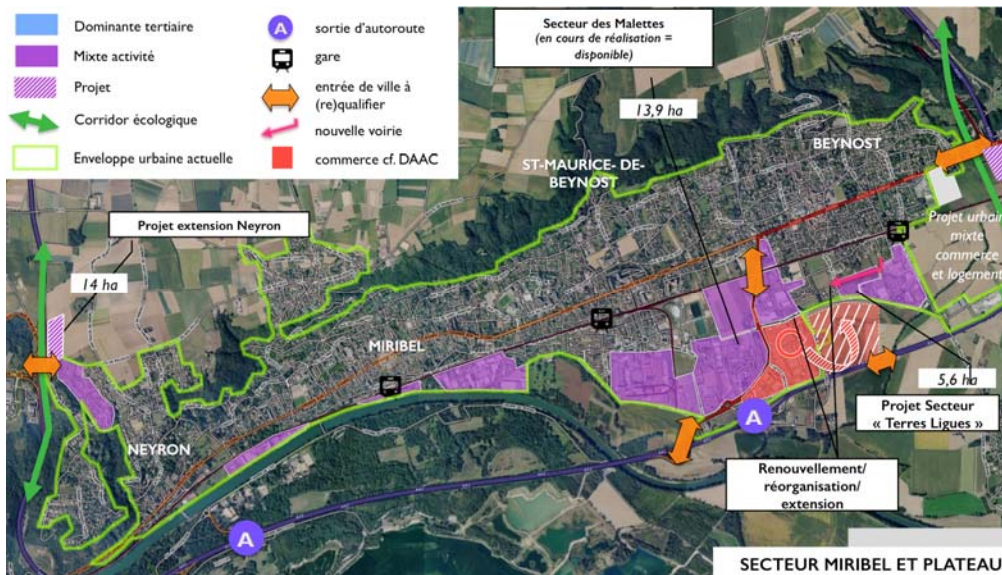 Dominante tertiaire
Mixte activité
Projet
Corridor écologique
Enveloppe urbaine actuelle
A
sortie d'autoroute
gare
entrée de ville à
(re)qualifier
nouvelle voirie
commerce cf. DAAC
Secteur des Malettes
(en cours de réalisation =
disponible)
13,9 ha
ST-MAURICE- DE-
BEYNOST
BEYNOST
Projet extension Neyron
14 ha
Projet urbain
mixte
commerce
et logement
MIRIBEL
NEYRON
5,6 ha
Projet Secteur
« Terres Ligues »
A
A
Renouvellement/
réorganisation/
extension
SECTEUR MIRIBEL ET PLATEAU